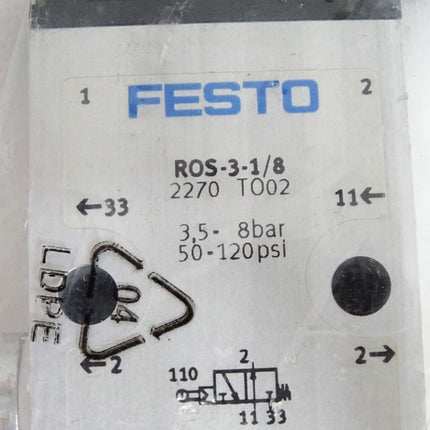 1 FESTO 2
ROS-3-1/8
2270 TO02
←33 11←
3,5- 8bar
50-120psi
04
LDPE
←2 2→
2
110
11 33